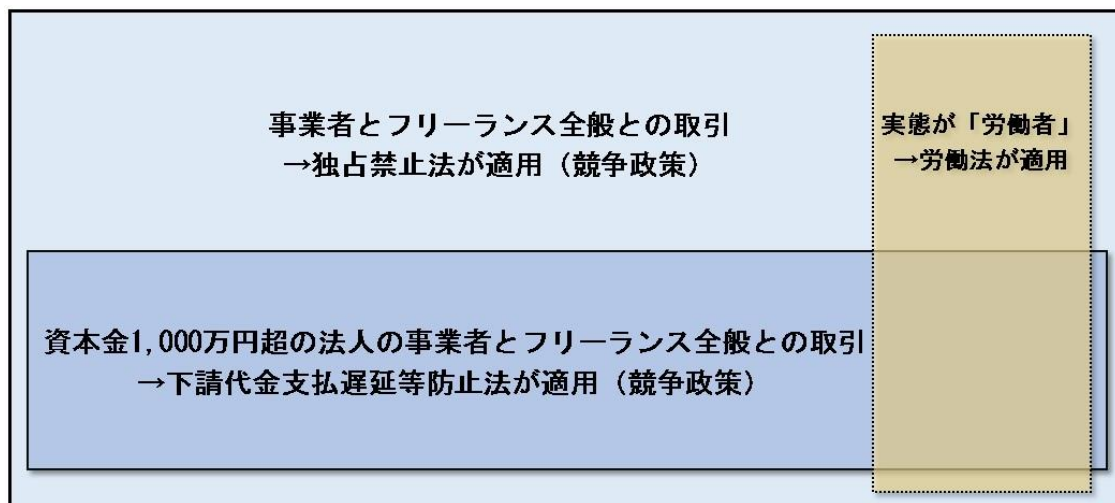 事業者とフリーランス全般との取引
→独占禁止法が適用（競争政策）
実態が「労働者」
→労働法が適用
資本金1,000万円超の法人の事業者とフリーランス全般との取引
→下請代金支払遅延等防止法が適用（競争政策）